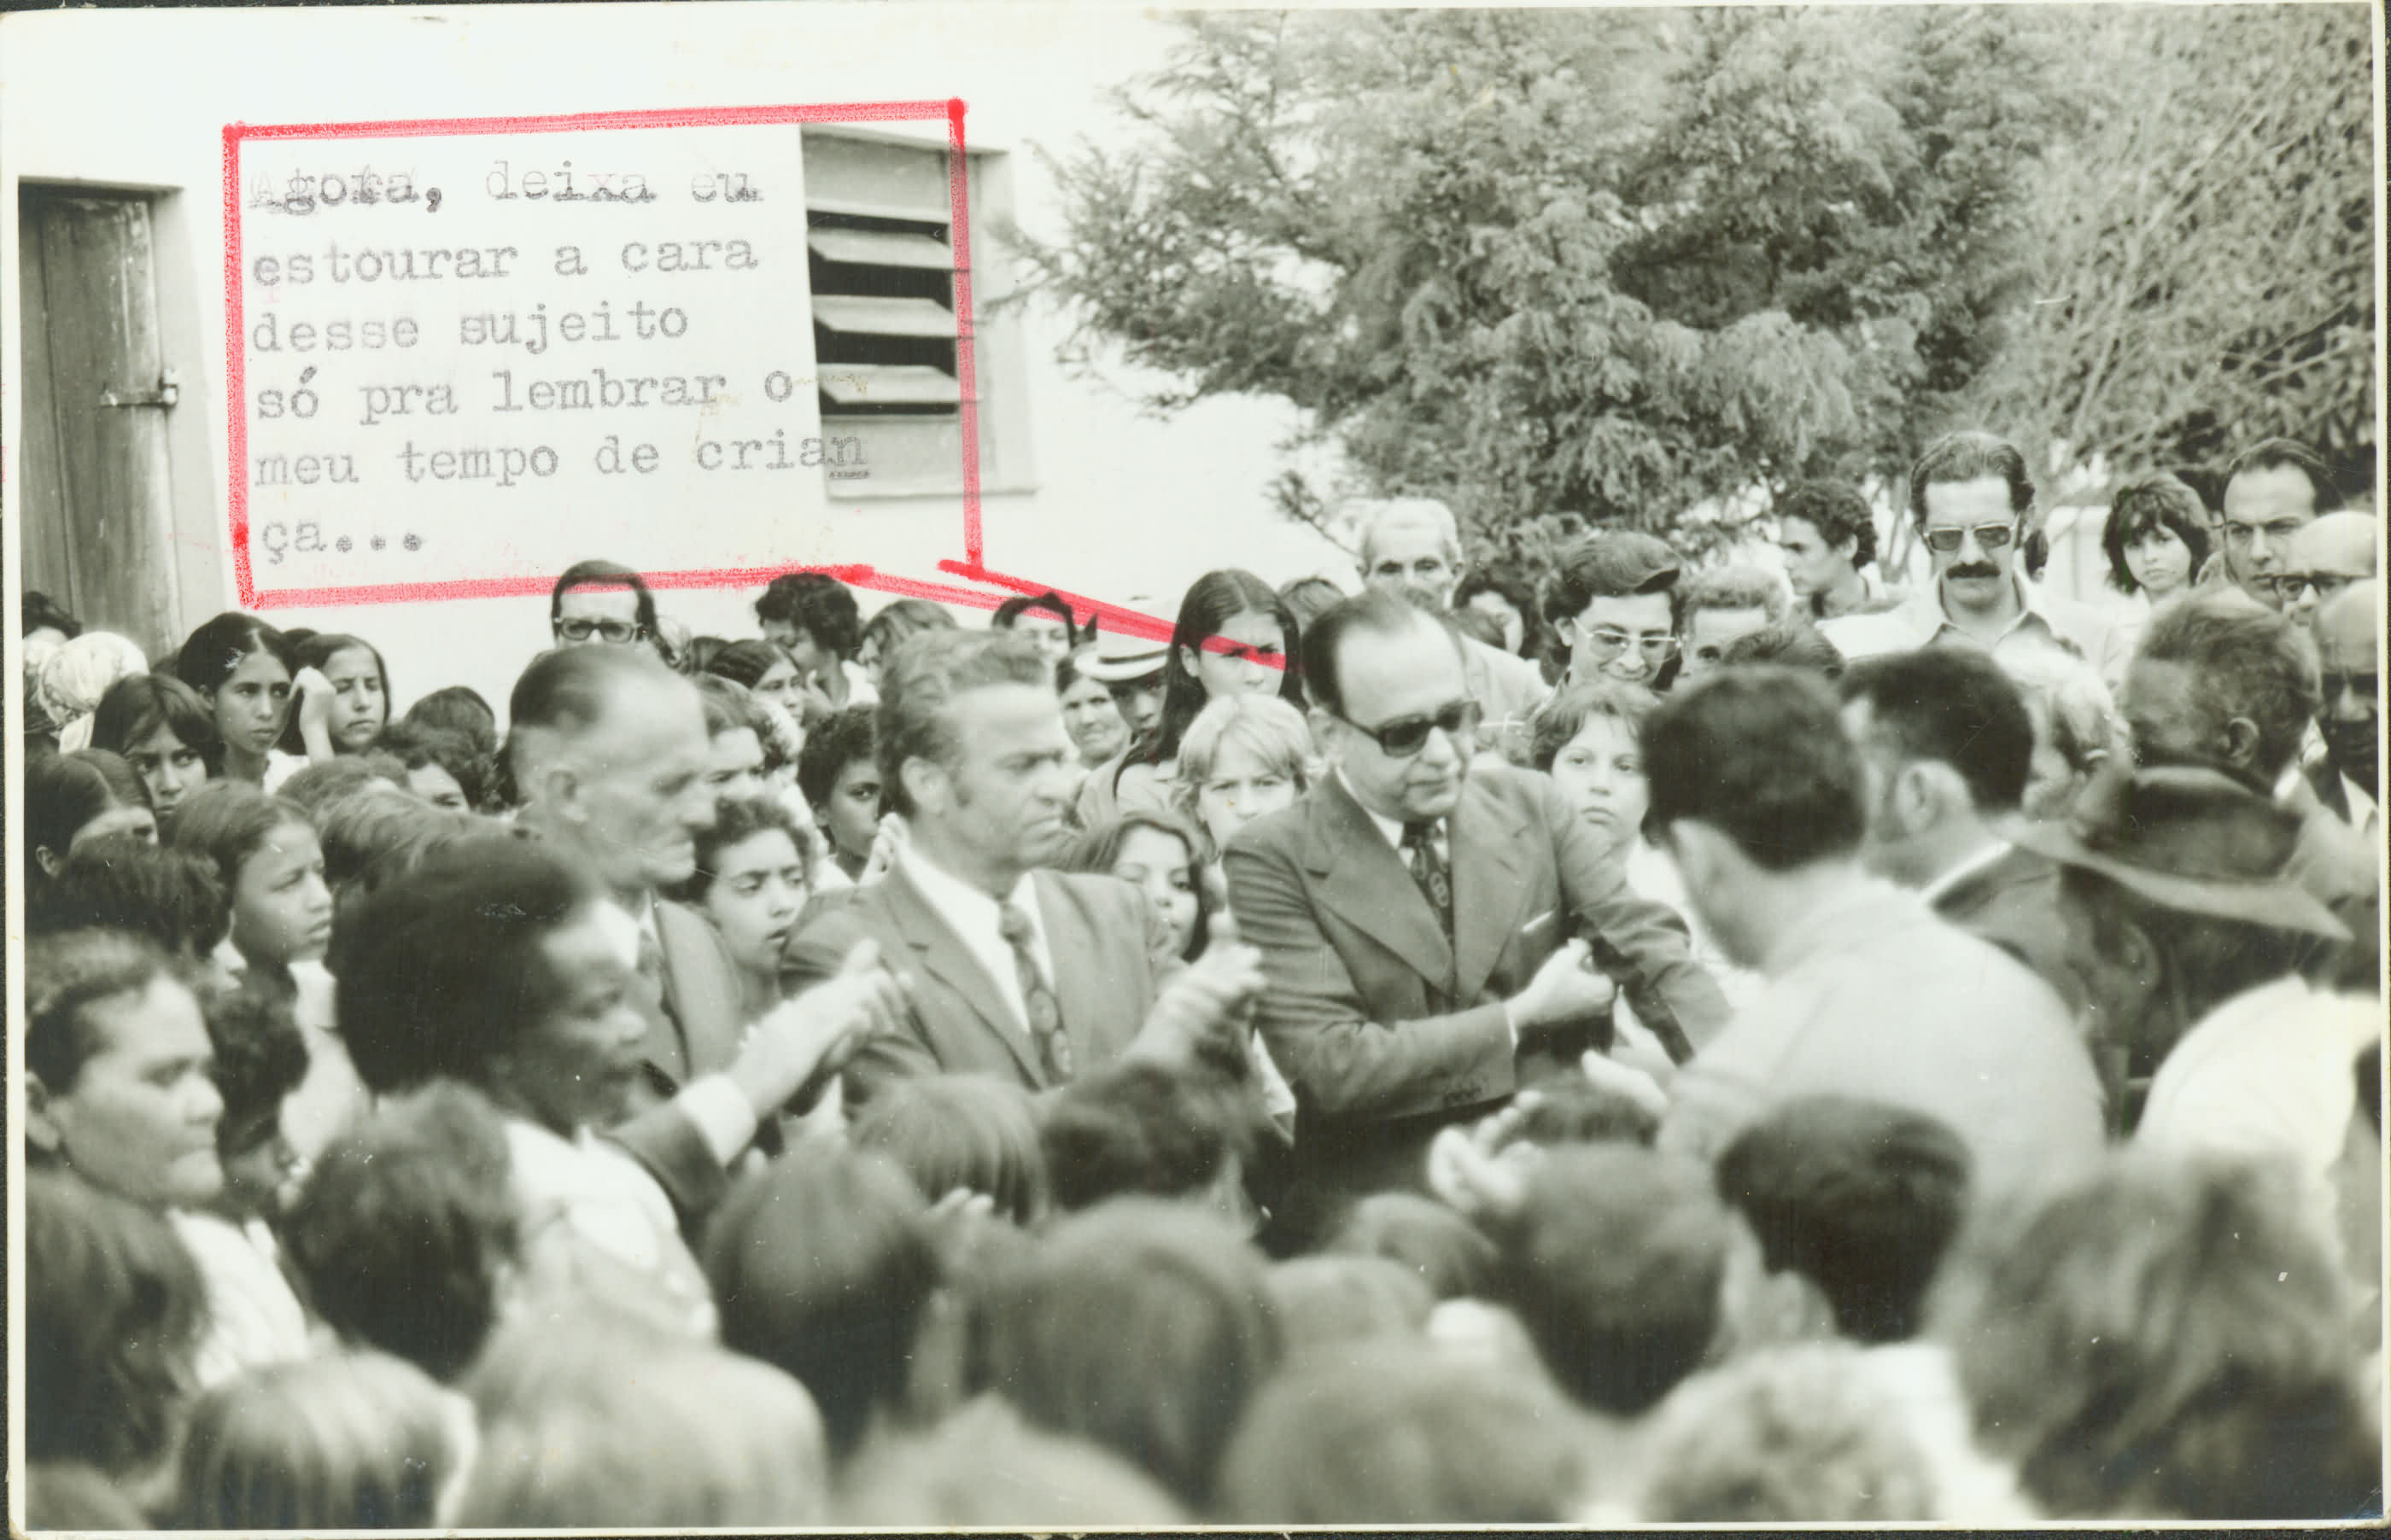 Agora, deixa eu
estourar a cara
desse sujeito
só pra lembrar o
meu tempo de crian
ça...